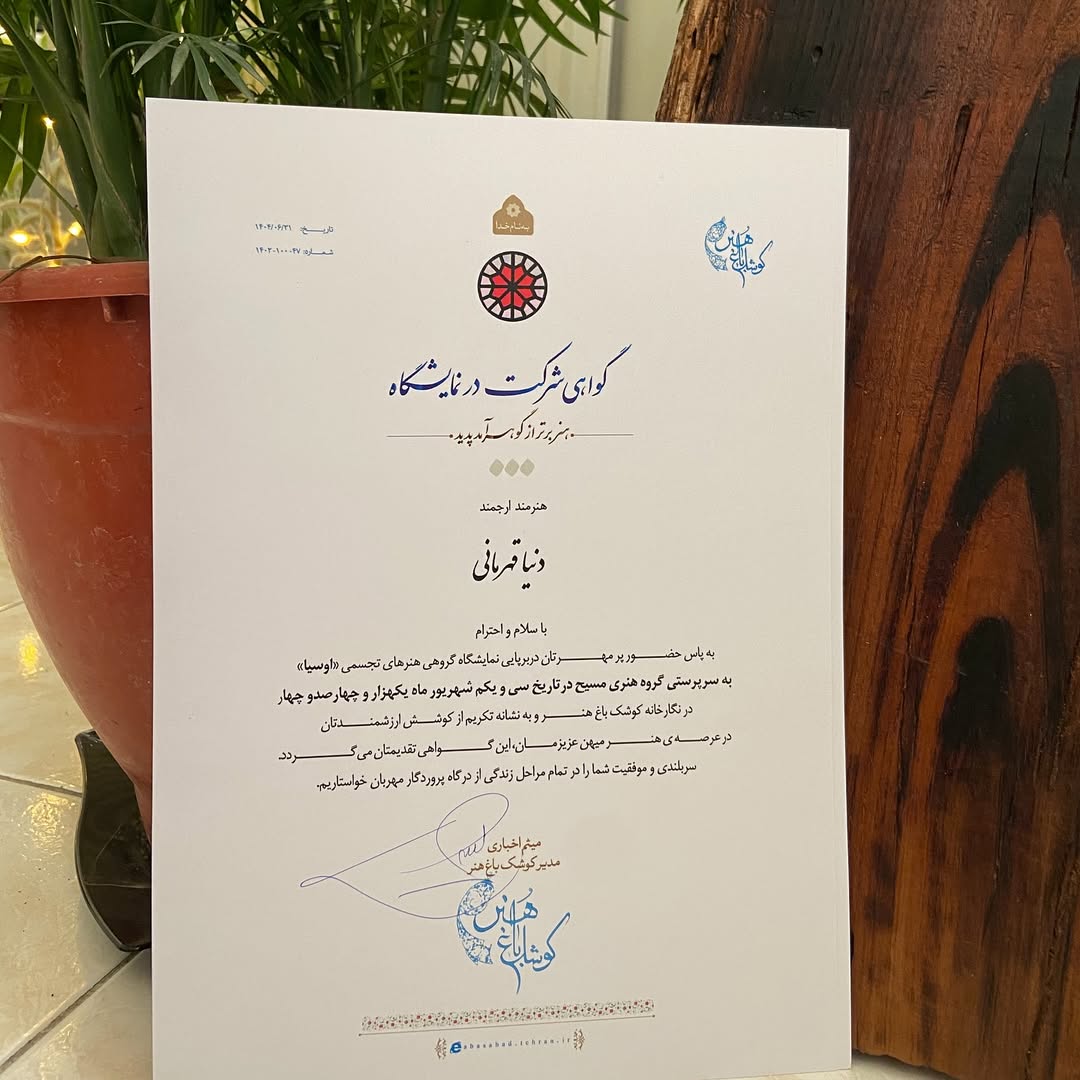 به نام خدا
تاریخ: ۱۴۰۴/۰۶/۳۱
شماره: ۱۴۰۲-۱۰۰-۴۷
کوشک باغ هنر
گواهی شرکت در نمایشگاه
هنر برتر از گوهر آمد پدید
هنرمند ارجمند
دنیا قهرمانی
با سلام و احترام
به پاس حضور پر مهرتان دربرپایی نمایشگاه گروهی هنرهای تجسمی «اوسیا»
به سرپرستی گروه هنری مسیح در تاریخ سی و یکم شهریور ماه یکهزار و چهارصدو چهار
در نگارخانه کوشک باغ هنر و به نشانه تکریم از کوشش ارزشمندتان
در عرصه ی هنر میهن عزیزمان، این گواهی تقدیمتان می گردد.
سربلندی و موفقیت شما را در تمام مراحل زندگی از درگاه پروردگار مهربان خواستاریم.
میثم اخباری
مدیر کوشک باغ هنر
کوشک باغ هنر
abasabad.tehran.ir